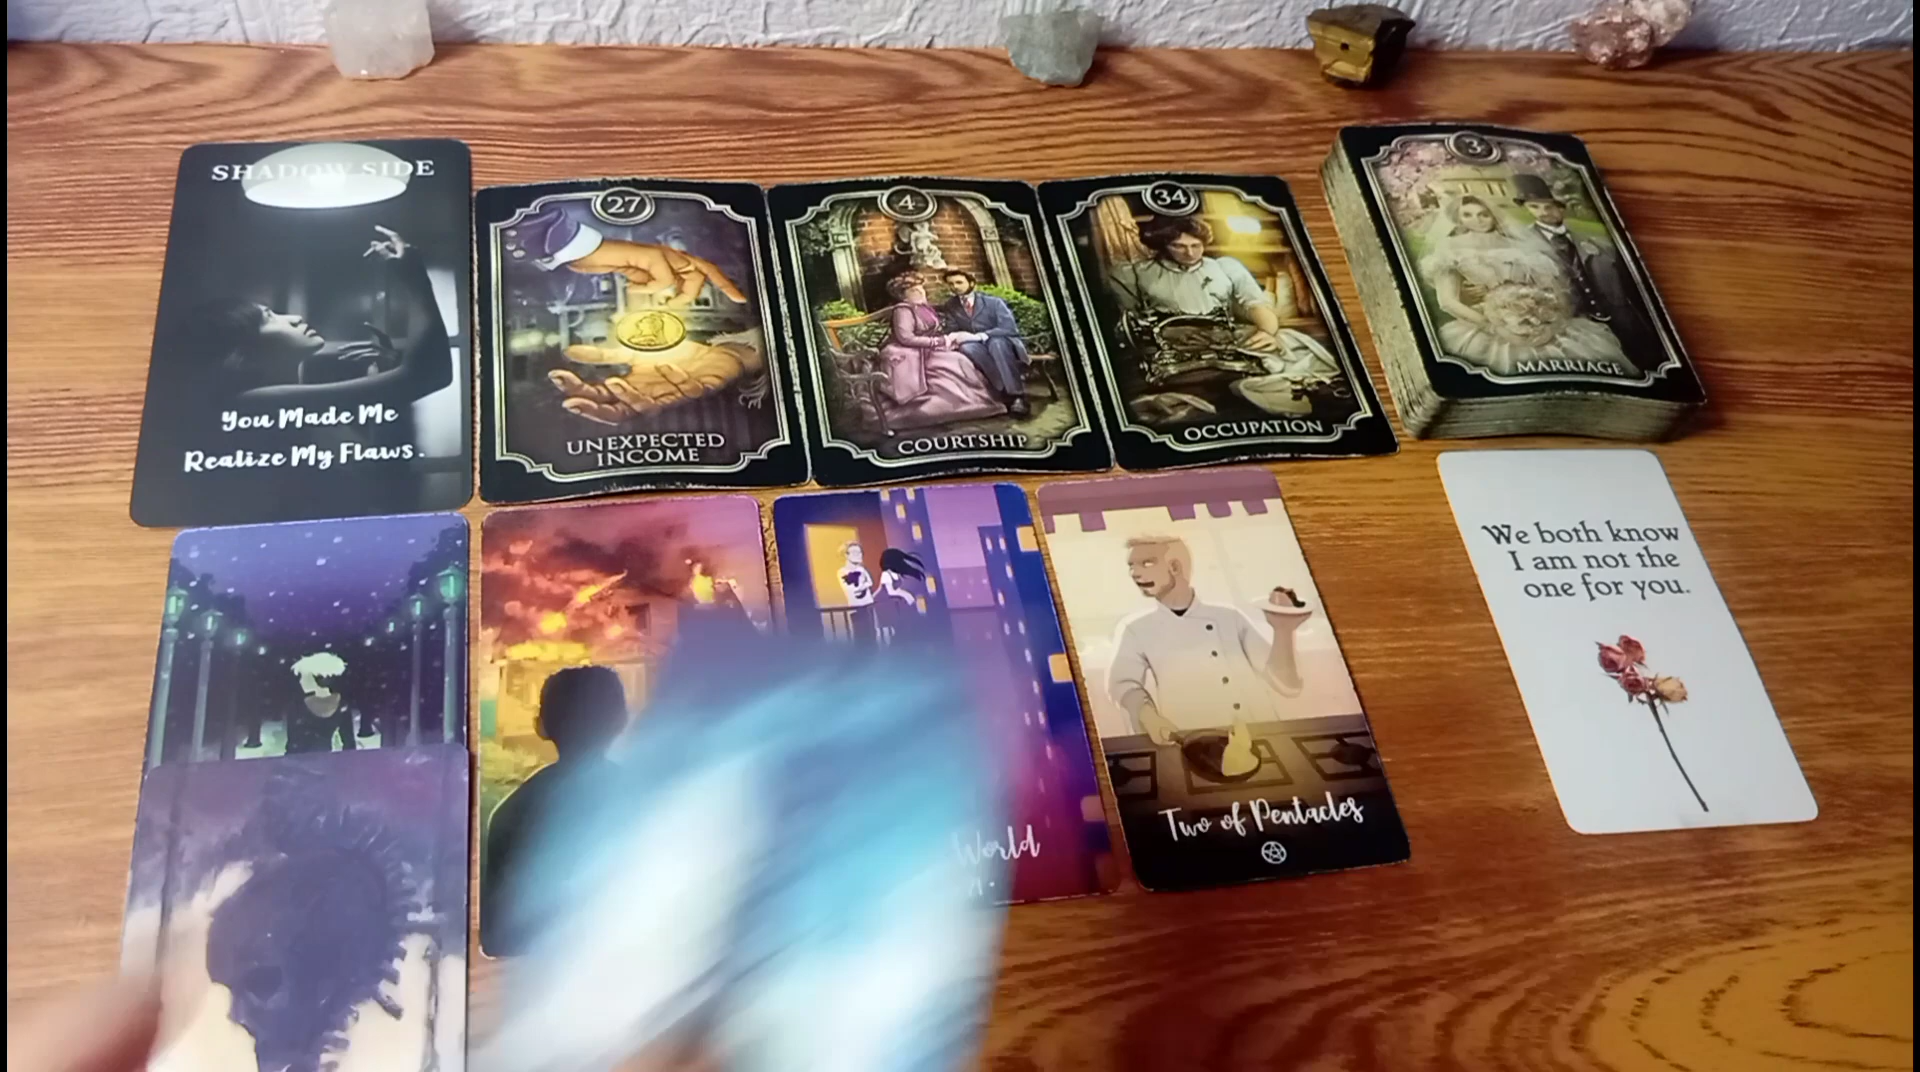 SHADOW SIDE
You Made Me
Realize My Flaws.
27
UNEXPECTED
INCOME
4
COURTSHIP
34
OCCUPATION
3
MARRIAGE
World
Two of Pentacles
We both know
I am not the
one for you.